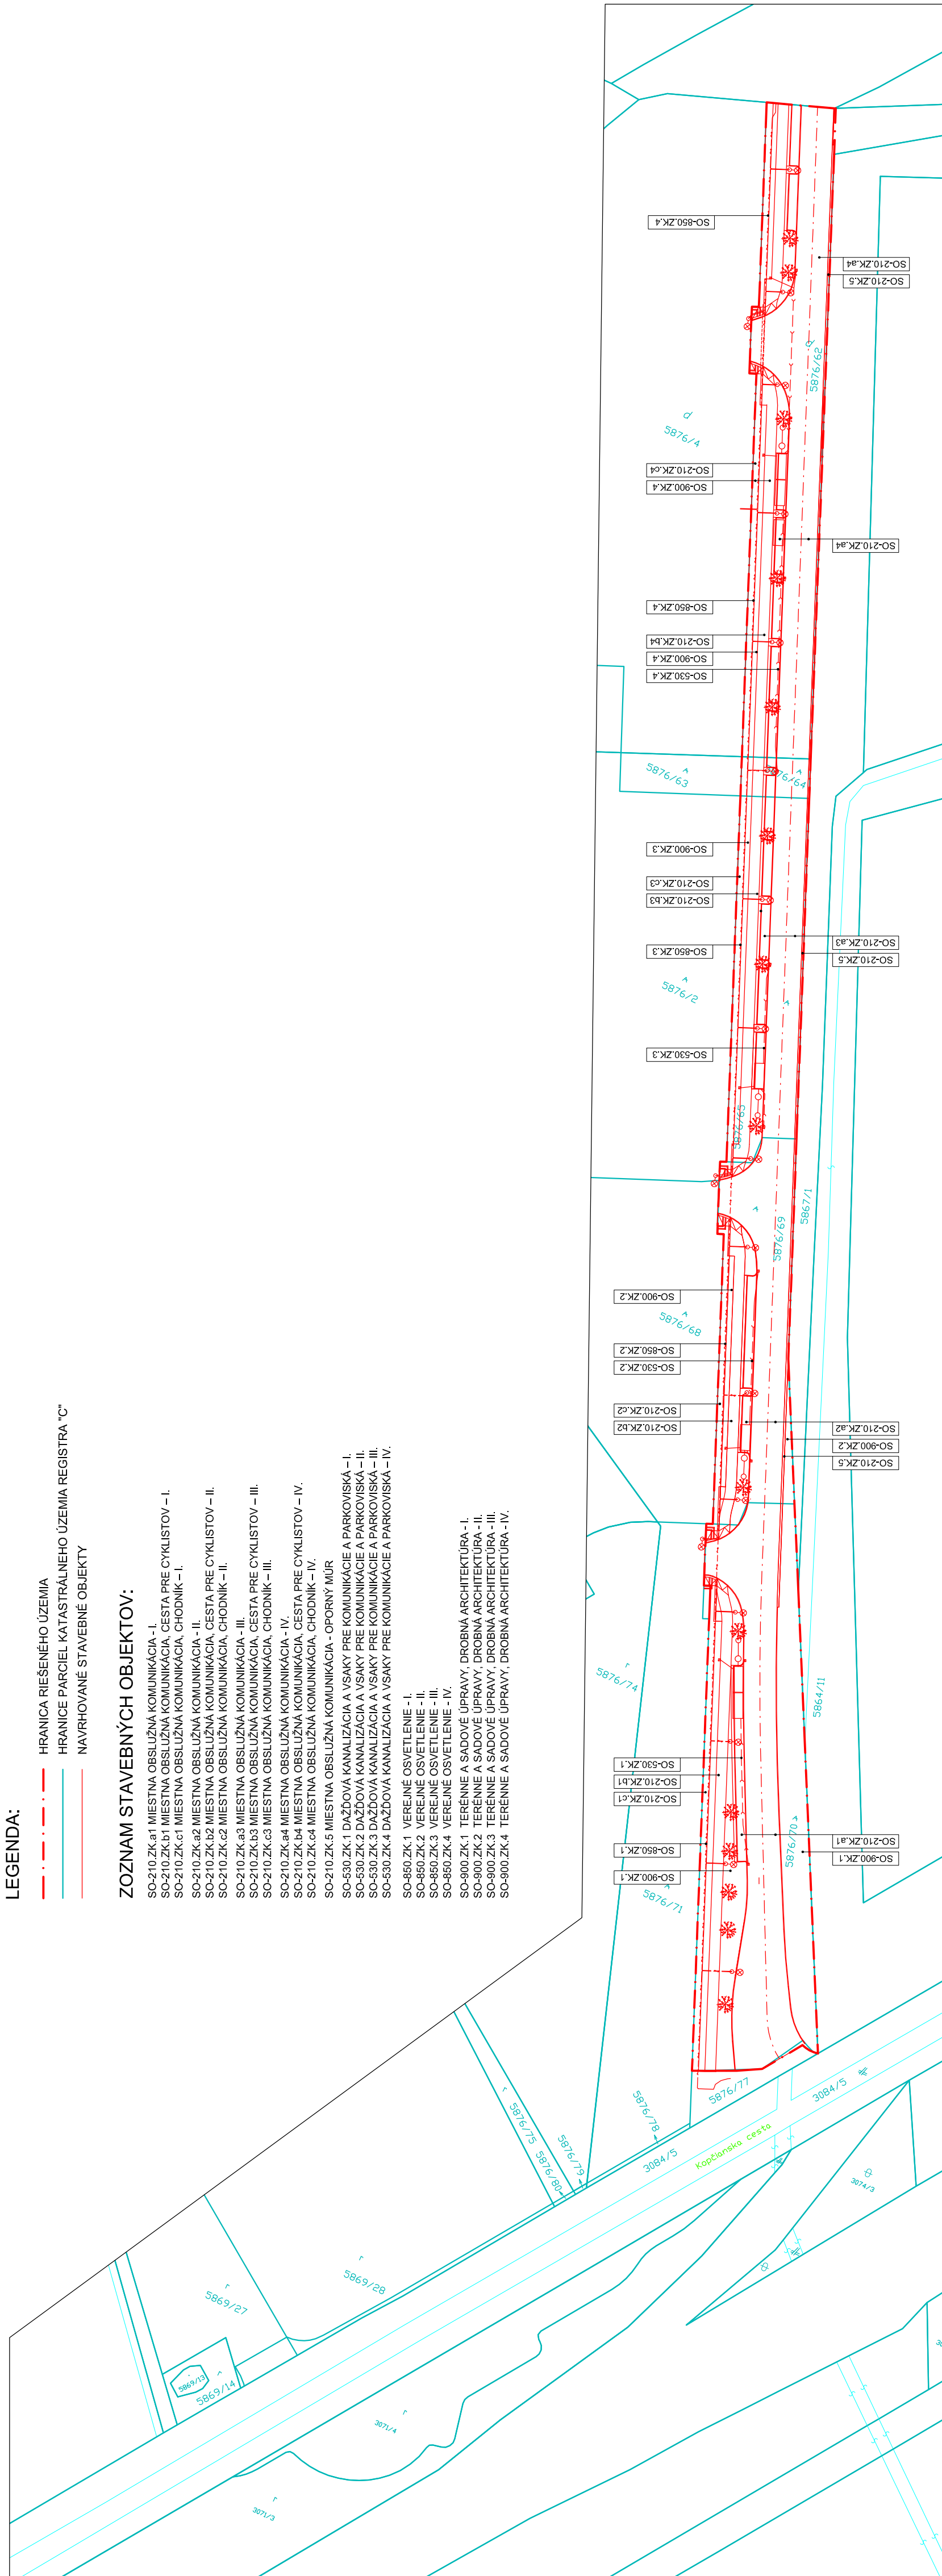 LEGENDA:
HRANICA RIEŠENÉHO ÚZEMIA
HRANICE PARCIEL KATASTRÁLNEHO ÚZEMIA REGISTRA "C"
NAVRHOVANÉ STAVEBNÉ OBJEKTY
ZOZNAM STAVEBNÝCH OBJEKTOV:
SO-210.ZK.a1 MIESTNA OBSLUŽNÁ KOMUNIKÁCIA - I.
SO-210.ZK.b1 MIESTNA OBSLUŽNÁ KOMUNIKÁCIA, CESTA PRE CYKLISTOV – I.
SO-210.ZK.c1 MIESTNA OBSLUŽNÁ KOMUNIKÁCIA, CHODNÍK – I.
SO-210.ZK.a2 MIESTNA OBSLUŽNÁ KOMUNIKÁCIA - II.
SO-210.ZK.b2 MIESTNA OBSLUŽNÁ KOMUNIKÁCIA, CESTA PRE CYKLISTOV – II.
SO-210.ZK.c2 MIESTNA OBSLUŽNÁ KOMUNIKÁCIA, CHODNÍK – II.
SO-210.ZK.a3 MIESTNA OBSLUŽNÁ KOMUNIKÁCIA - III.
SO-210.ZK.b3 MIESTNA OBSLUŽNÁ KOMUNIKÁCIA, CESTA PRE CYKLISTOV – III.
SO-210.ZK.c3 MIESTNA OBSLUŽNÁ KOMUNIKÁCIA, CHODNÍK – III.
SO-210.ZK.a4 MIESTNA OBSLUŽNÁ KOMUNIKÁCIA - IV.
SO-210.ZK.b4 MIESTNA OBSLUŽNÁ KOMUNIKÁCIA, CESTA PRE CYKLISTOV – IV.
SO-210.ZK.c4 MIESTNA OBSLUŽNÁ KOMUNIKÁCIA, CHODNÍK – IV.
SO-210.ZK.5 MIESTNA OBSLUŽNÁ KOMUNIKÁCIA - OPORNÝ MÚR
SO-530.ZK.1 DAŽĎOVÁ KANALIZÁCIA A VSAKY PRE KOMUNIKÁCIE A PARKOVISKÁ – I.
SO-530.ZK.2 DAŽĎOVÁ KANALIZÁCIA A VSAKY PRE KOMUNIKÁCIE A PARKOVISKÁ – II.
SO-530.ZK.3 DAŽĎOVÁ KANALIZÁCIA A VSAKY PRE KOMUNIKÁCIE A PARKOVISKÁ – III.
SO-530.ZK.4 DAŽĎOVÁ KANALIZÁCIA A VSAKY PRE KOMUNIKÁCIE A PARKOVISKÁ – IV.
SO-850.ZK.1 VEREJNÉ OSVETLENIE - I.
SO-850.ZK.2 VEREJNÉ OSVETLENIE - II.
SO-850.ZK.3 VEREJNÉ OSVETLENIE - III.
SO-850.ZK.4 VEREJNÉ OSVETLENIE - IV.
SO-900.ZK.1 TERÉNNE A SADOVÉ ÚPRAVY, DROBNÁ ARCHITEKTÚRA - I.
SO-900.ZK.2 TERÉNNE A SADOVÉ ÚPRAVY, DROBNÁ ARCHITEKTÚRA - II.
SO-900.ZK.3 TERÉNNE A SADOVÉ ÚPRAVY, DROBNÁ ARCHITEKTÚRA - III.
SO-900.ZK.4 TERÉNNE A SADOVÉ ÚPRAVY, DROBNÁ ARCHITEKTÚRA - IV.
SO-850.ZK.4
SO-210.ZK.a4
SO-210.ZK.5
5876/62
5876/4
SO-210.ZK.c4
SO-900.ZK.4
SO-210.ZK.a4
SO-850.ZK.4
SO-210.ZK.b4
SO-900.ZK.4
SO-530.ZK.4
5876/63
76/64
SO-900.ZK.3
SO-210.ZK.c3
SO-210.ZK.b3
SO-850.ZK.3
SO-210.ZK.a3
SO-210.ZK.5
5876/2
SO-530.ZK.3
5876/65
5867/1
5876/69
SO-900.ZK.2
5876/68
SO-850.ZK.2
SO-530.ZK.2
SO-210.ZK.c2
SO-210.ZK.b2
SO-210.ZK.a2
SO-900.ZK.2
SO-210.ZK.5
5876/74
5864/11
SO-530.ZK.1
SO-210.ZK.b1
SO-210.ZK.c1
SO-850.ZK.1
SO-900.ZK.1
SO-210.ZK.a1
SO-900.ZK.1
5876/70
5876/71
5876/77
3084/5
5876/75
5876/80
5876/79
5876/78
3084/5
Kopčianska cesta
3074/3
5869/28
5869/27
5869/13
5869/14
3071/4
3071/3